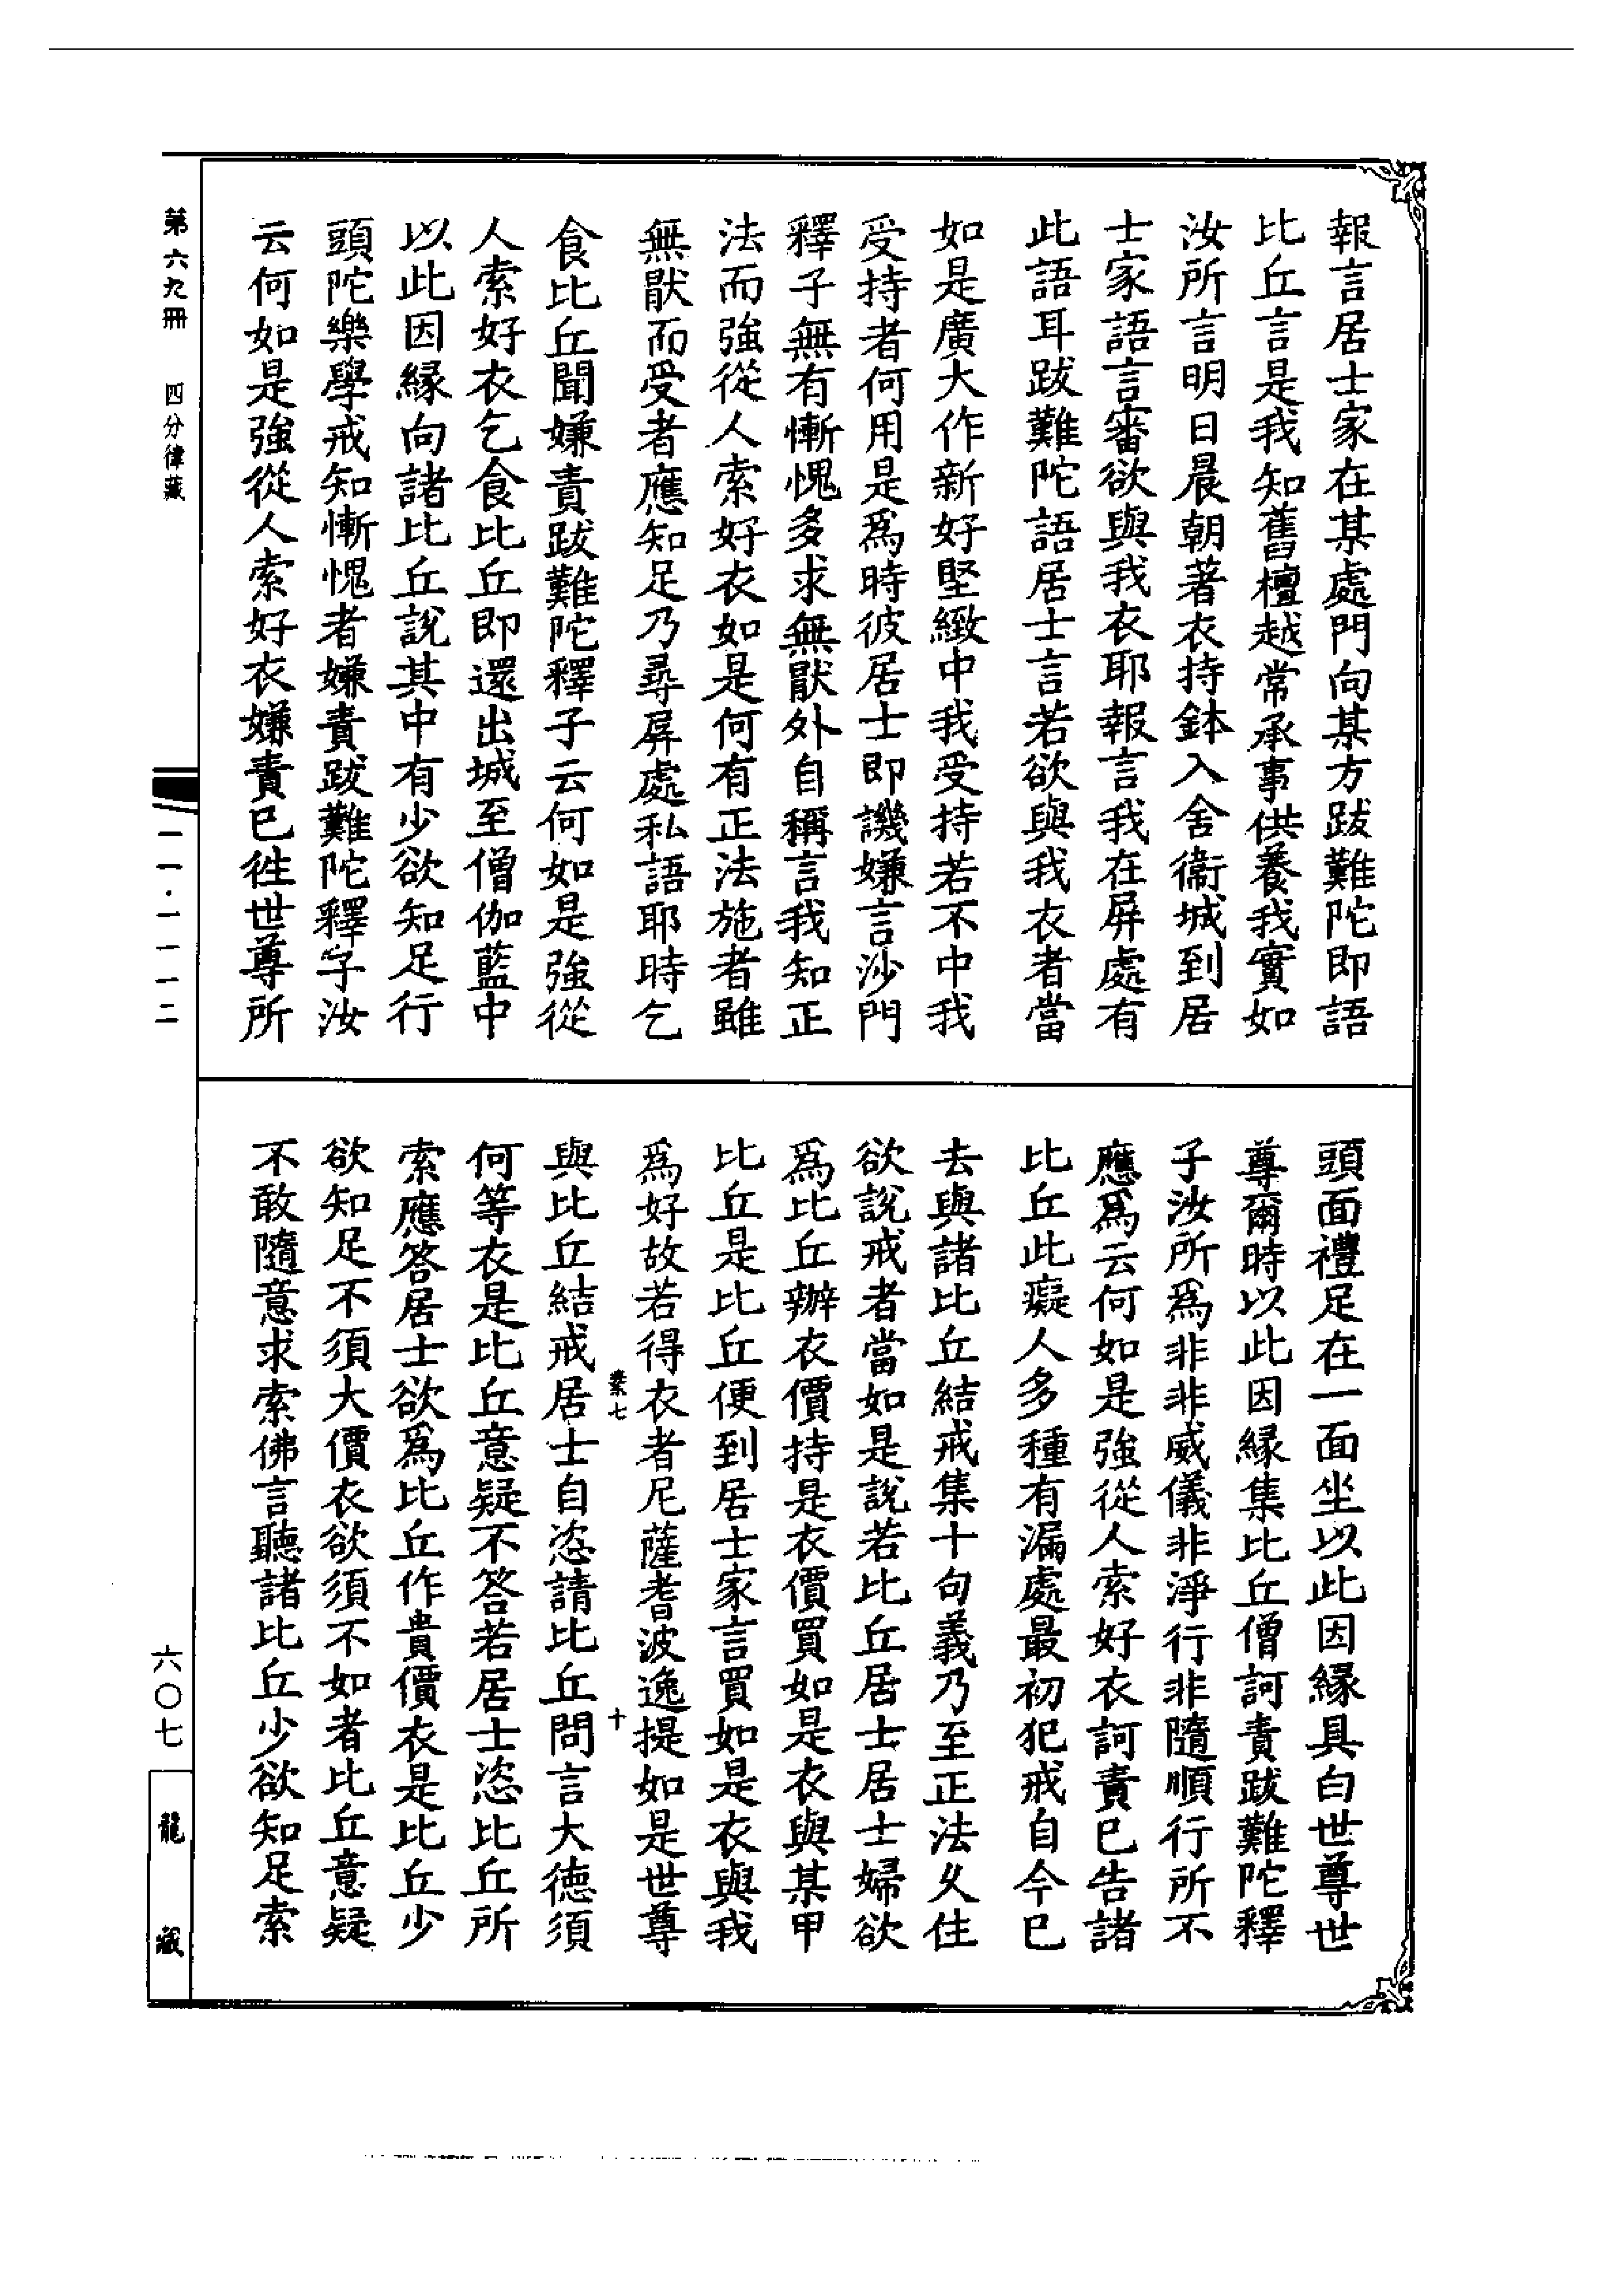 報言居士家在某處門向某方跋難陀即語
比丘言是我知舊檀越常承事供養我實如
汝所言明日晨朝著衣持鉢入舍衛城到居
士家語言審欲與我衣耶報言我在屏處有
此語耳跋難陀語居士言若欲與我衣者當
如是廣大作新好堅緻中我受持若不中我
受持者何用是爲時彼居士即譏嫌言沙門
釋子無有慚愧多求無猒外自稱言我知正
法而強從人索好衣如是何有正法施者雖
無猒而受者應知足乃尋屏處私語耶時乞
食比丘聞嫌責跋難陀釋子云何如是強從
人索好衣乞食比丘即還出城至僧伽藍中
以此因緣向諸比丘說其中有少欲知足行
頭陀樂學戒知慚愧者嫌責跋難陀釋子汝
云何如是強從人索好衣嫌責已徃世尊所
頭面禮足在一面坐以此因緣具白世尊世
尊爾時以此因緣集比丘僧訶責跋難陀釋
子汝所爲非非威儀非淨行非隨順行所不
應爲云何如是強從人索好衣訶責已告諸
比丘此癡人多種有漏處最初犯戒自今已
去與諸比丘結戒集十句義乃至正法久住
欲說戒者當如是說若比丘居士居士婦欲
爲比丘辦衣價持是衣價買如是衣與某甲
比丘是比丘便到居士家言買如是衣與我
爲好故若得衣者尼薩耆波逸提如是世尊
業七 十
與比丘結戒居士自恣請比丘問言大德須
何等衣是比丘意疑不答若居士恣比丘所
索應答居士欲爲比丘作貴價衣是比丘少
欲知足不須大價衣欲須不如者比丘意疑
不敢隨意求索佛言聽諸比丘少欲知足索
第六九冊 四分律藏
一一·一一一二
六〇七
龍藏